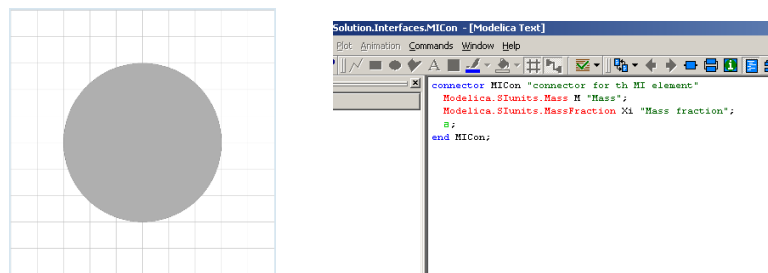 Solution.Interfaces.MICon - [Modelica Text]
Plot Animation Commands Window Help
connector MICon "connector for th MI element"
Modelica.SIunits.Mass M "Mass";
Modelica.SIunits.MassFraction Xi "Mass fraction";
a;
end MICon;